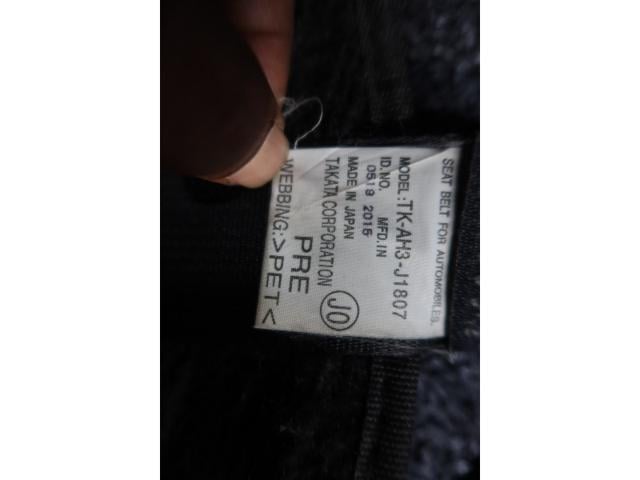 SEAT BELT FOR AUTOMOBILES.
MODEL:TK-AH3-J1807
ID.NO. MFD.IN
0519 2015
MADE IN JAPAN
TAKATA CORPORATION JO
PRE
WEBBING:>PET<